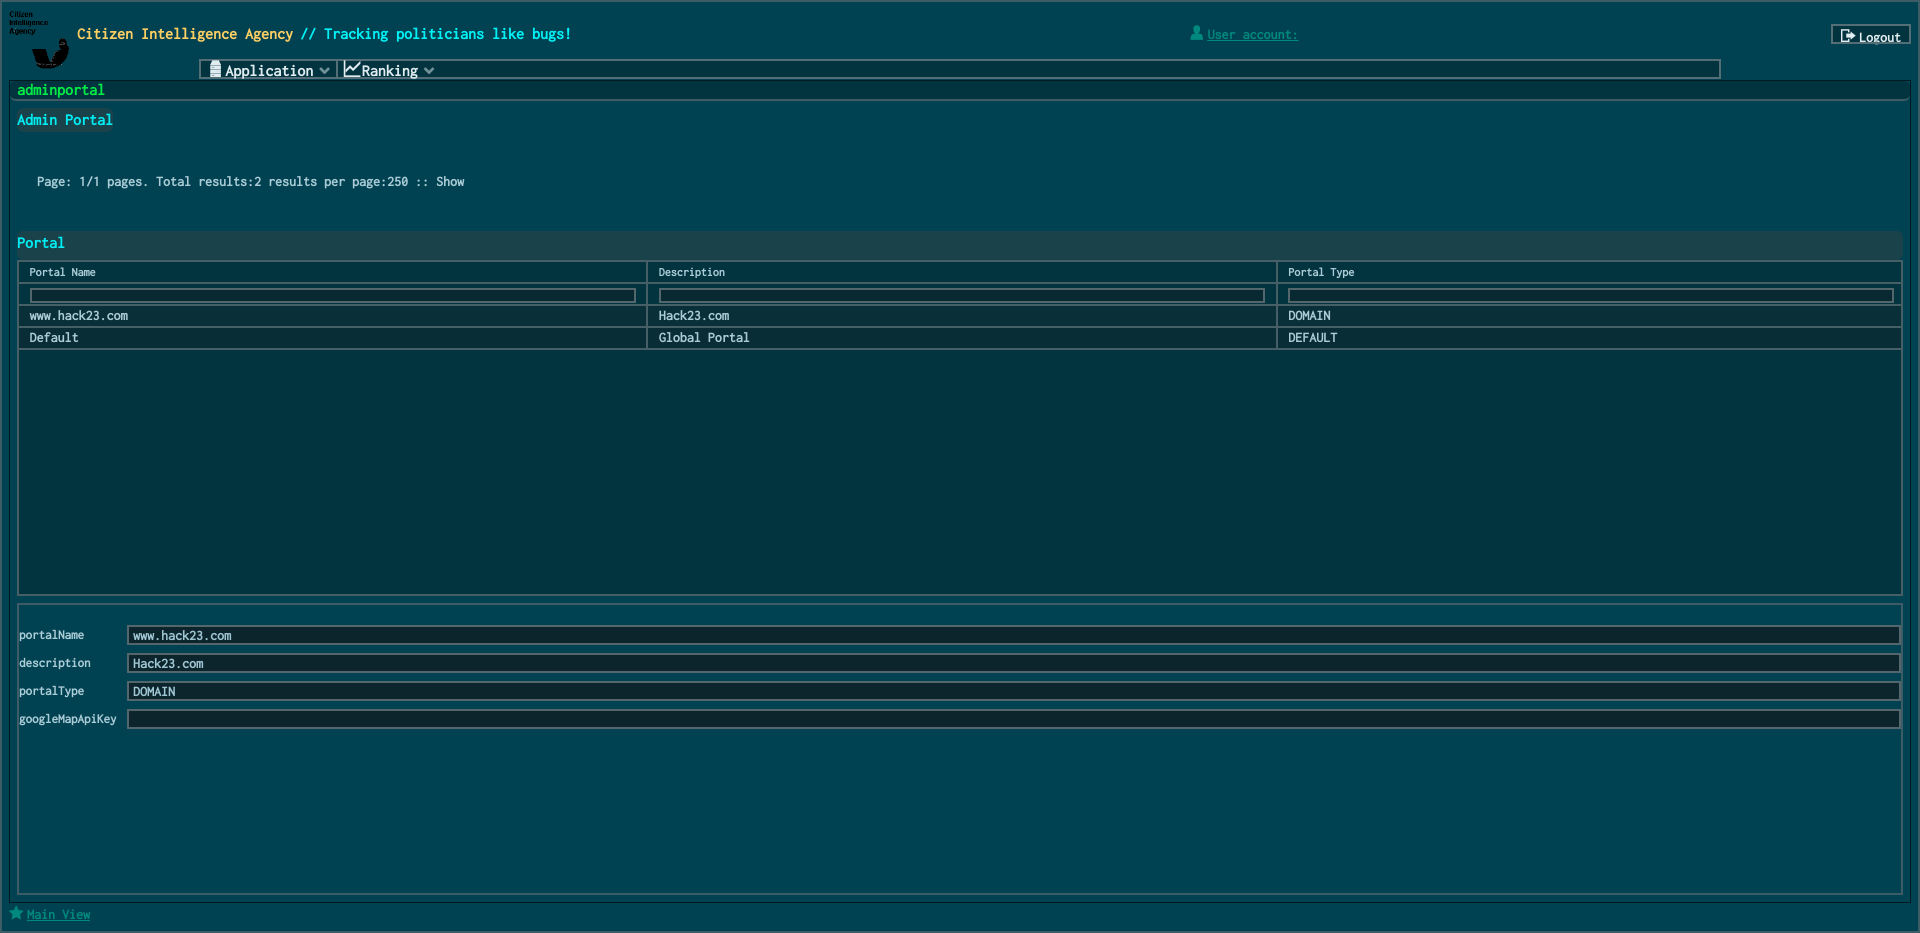 Citizen
Intelligence
Agency
Citizen Intelligence Agency // Tracking politicians like bugs!
User account:
Logout
Application
Ranking
adminportal
Admin Portal
Page: 1/1 pages. Total results:2 results per page:250 :: Show
Portal
Portal Name Description Portal Type
www.hack23.com Hack23.com DOMAIN
Default Global Portal DEFAULT
portalName www.hack23.com
description Hack23.com
portalType DOMAIN
googleMapApiKey
Main View